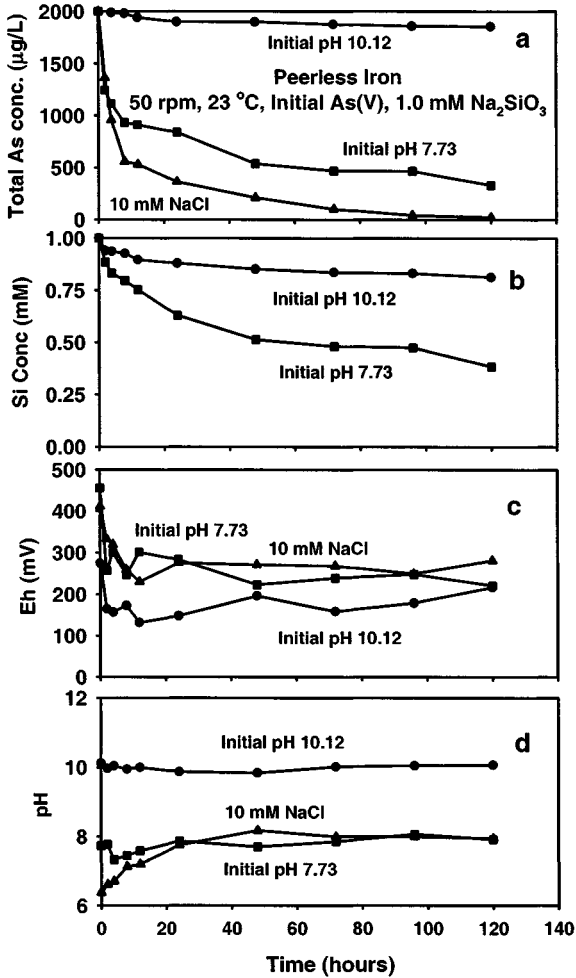 2000
1500
1000
500
0
Total As conc. (µg/L)
a
Initial pH 10.12
Peerless Iron
50 rpm, 23 °C, Initial As(V), 1.0 mM Na₂SiO₃
Initial pH 7.73
10 mM NaCl
1.00
0.75
0.50
0.25
0.00
Si Conc (mM)
b
Initial pH 10.12
Initial pH 7.73
500
400
300
200
100
0
Eh (mV)
c
Initial pH 7.73
10 mM NaCl
Initial pH 10.12
12
10
8
6
pH
d
Initial pH 10.12
10 mM NaCl
Initial pH 7.73
0 20 40 60 80 100 120 140
Time (hours)